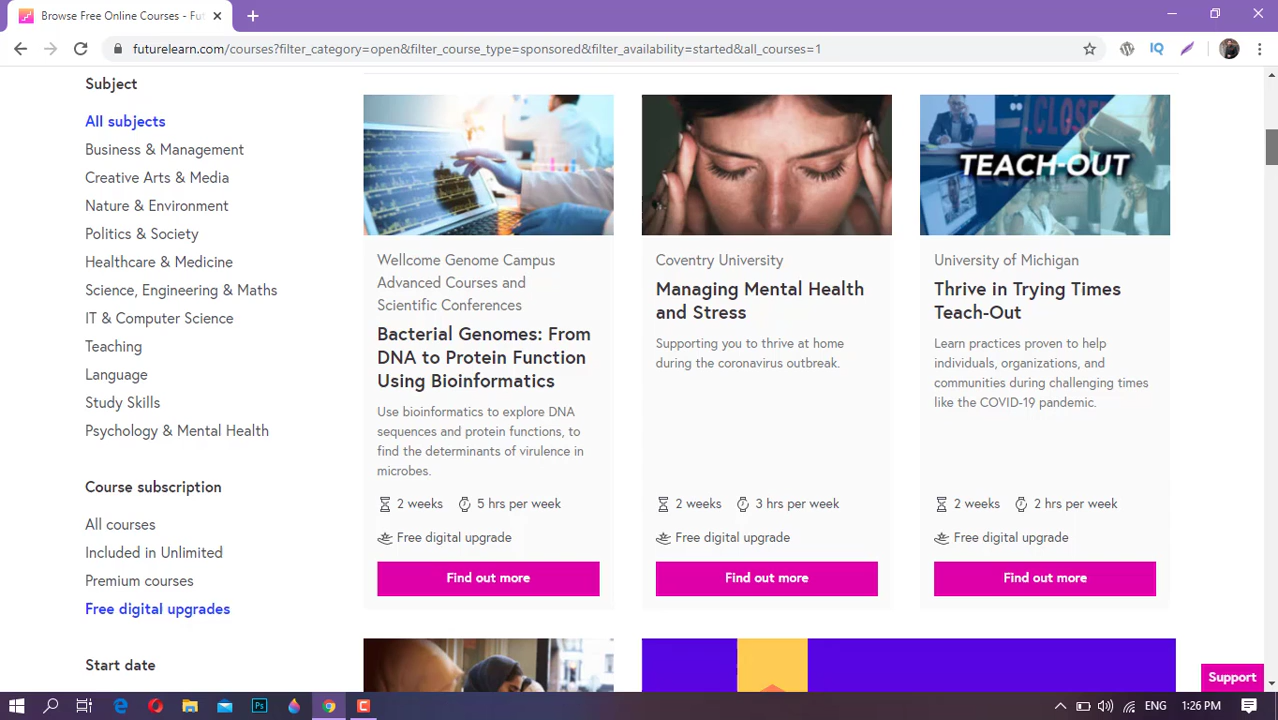 Browse Free Online Courses - Fut
futurelearn.com/courses?filter_category=open&filter_course_type=sponsored&filter_availability=started&all_courses=1
IQ
Subject
All subjects
Business & Management
Creative Arts & Media
Nature & Environment
Politics & Society
Healthcare & Medicine
Science, Engineering & Maths
IT & Computer Science
Teaching
Language
Study Skills
Psychology & Mental Health
Course subscription
All courses
Included in Unlimited
Premium courses
Free digital upgrades
Start date
Wellcome Genome Campus
Advanced Courses and
Scientific Conferences
Bacterial Genomes: From
DNA to Protein Function
Using Bioinformatics
Use bioinformatics to explore DNA
sequences and protein functions, to
find the determinants of virulence in
microbes.
2 weeks 5 hrs per week
Free digital upgrade
Find out more
Coventry University
Managing Mental Health
and Stress
Supporting you to thrive at home
during the coronavirus outbreak.
2 weeks 3 hrs per week
Free digital upgrade
Find out more
CLOSED
TEACH-OUT
University of Michigan
Thrive in Trying Times
Teach-Out
Learn practices proven to help
individuals, organizations, and
communities during challenging times
like the COVID-19 pandemic.
2 weeks 2 hrs per week
Free digital upgrade
Find out more
Support
Ps
ENG 1:26 PM